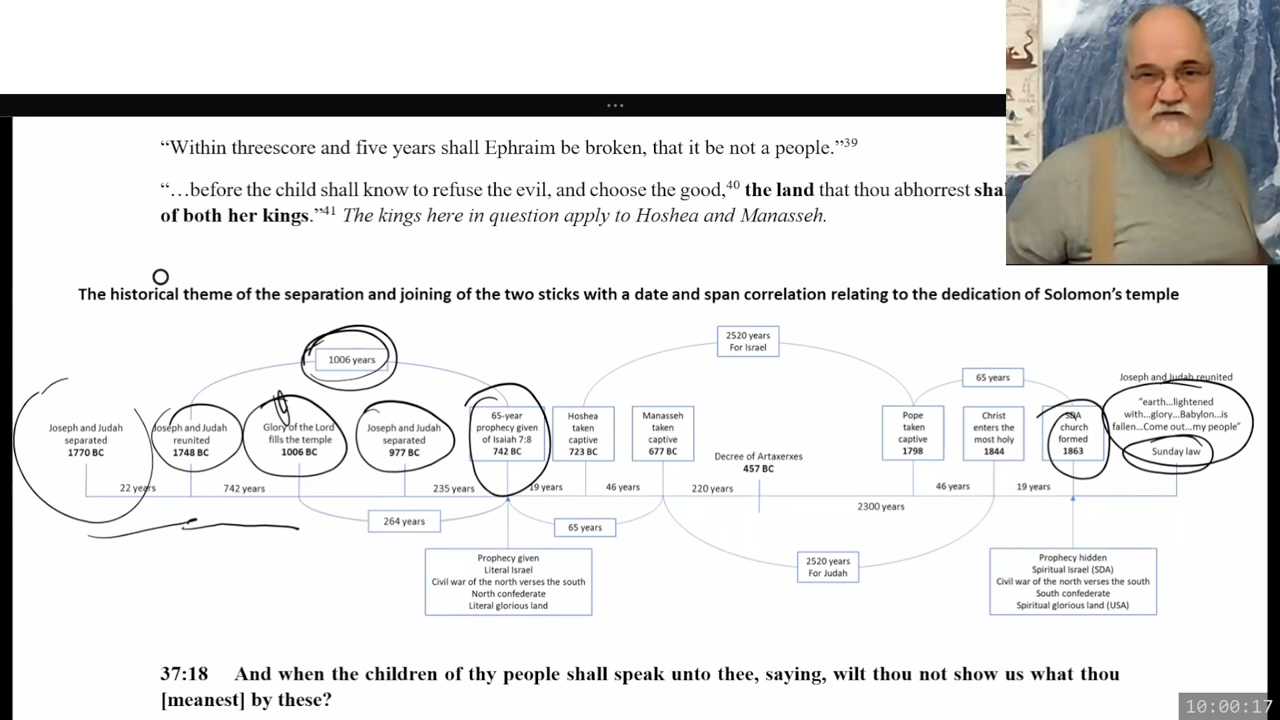 “Within threescore and five years shall Ephraim be broken, that it be not a people.”39
“…before the child shall know to refuse the evil, and choose the good,40 the land that thou abhorrest sha
of both her kings.”41 The kings here in question apply to Hoshea and Manasseh.
The historical theme of the separation and joining of the two sticks with a date and span correlation relating to the dedication of Solomon’s temple
1006 years
2520 years
For Israel
65 years
Joseph and Judah reunited
Joseph and Judah
separated
1770 BC
Joseph and Judah
reunited
1748 BC
Glory of the Lord
fills the temple
1006 BC
Joseph and Judah
separated
977 BC
65-year
prophecy given
of Isaiah 7:8
742 BC
Hoshea
taken
captive
723 BC
Manasseh
taken
captive
677 BC
Decree of Artaxerxes
457 BC
Pope
taken
captive
1798
Christ
enters the
most holy
1844
SDA
church
formed
1863
“earth…lightened
with…glory…Babylon…is
fallen…Come out…my people”
Sunday law
22 years
742 years
235 years
19 years
46 years
220 years
2300 years
46 years
19 years
264 years
65 years
2520 years
For Judah
Prophecy given
Literal Israel
Civil war of the north verses the south
North confederate
Literal glorious land
Prophecy hidden
Spiritual Israel (SDA)
Civil war of the north verses the south
South confederate
Spiritual glorious land (USA)
37:18 And when the children of thy people shall speak unto thee, saying, wilt thou not show us what thou
[meanest] by these?
10:00:17